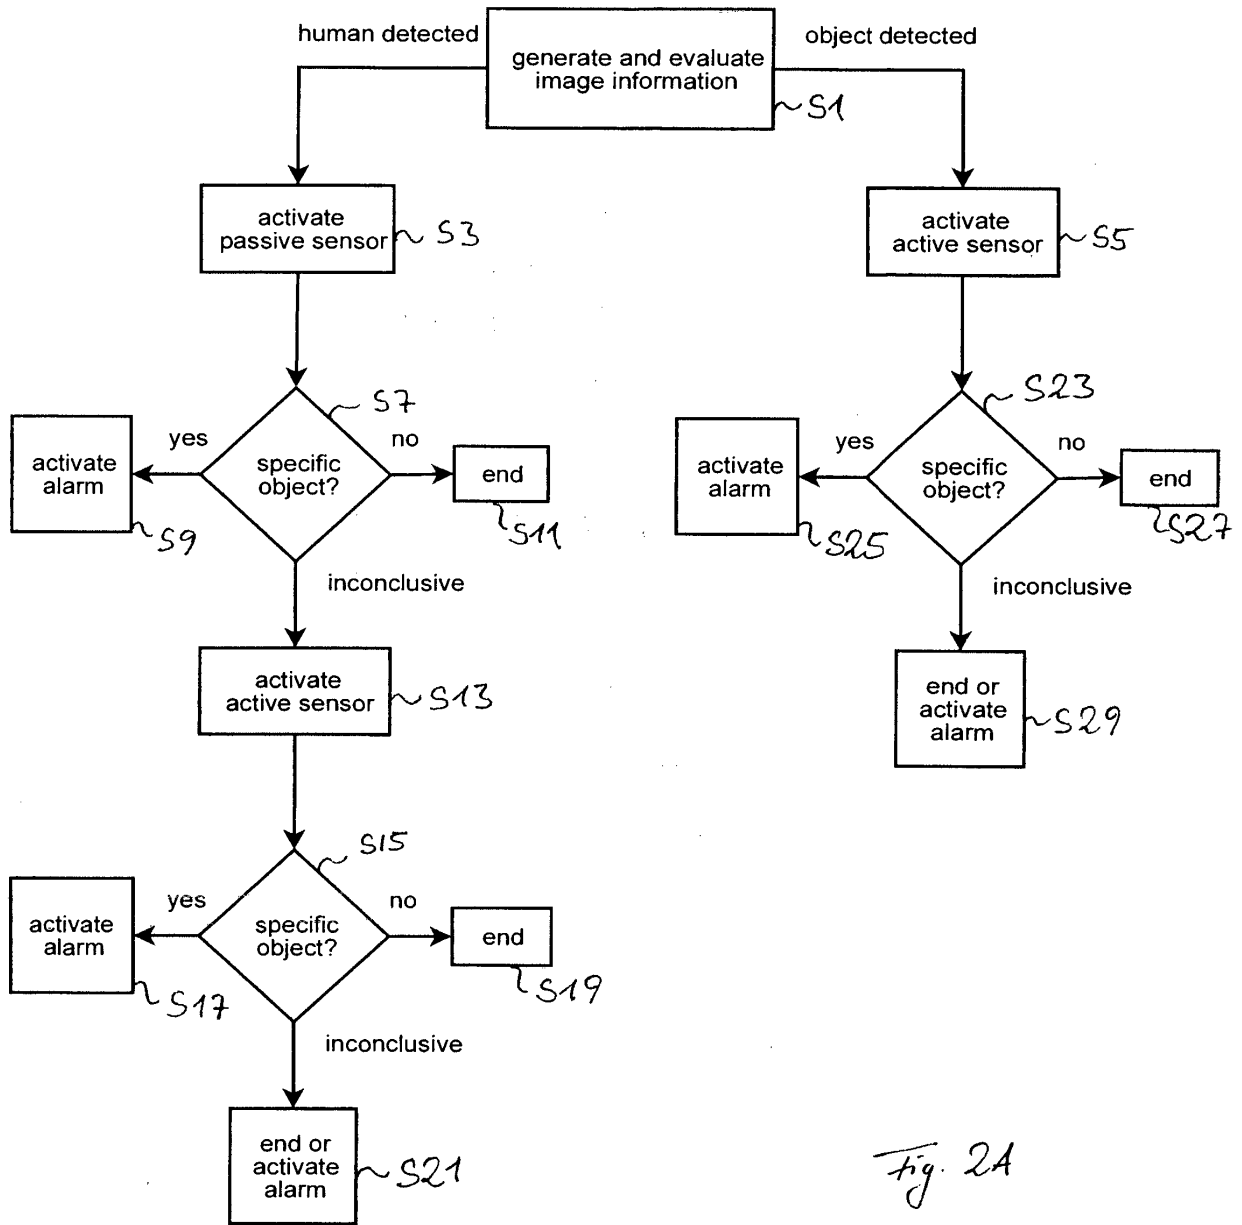 human detected
generate and evaluate
image information
object detected
S1
activate
passive sensor
S3
activate
active sensor
S5
S7
yes
specific
object?
no
activate
alarm
S9
end
S11
inconclusive
S23
yes
specific
object?
no
activate
alarm
S25
end
S27
inconclusive
activate
active sensor
S13
end or
activate
alarm
S29
S15
yes
specific
object?
no
activate
alarm
S17
end
S19
inconclusive
end or
activate
alarm
S21
Fig. 2A